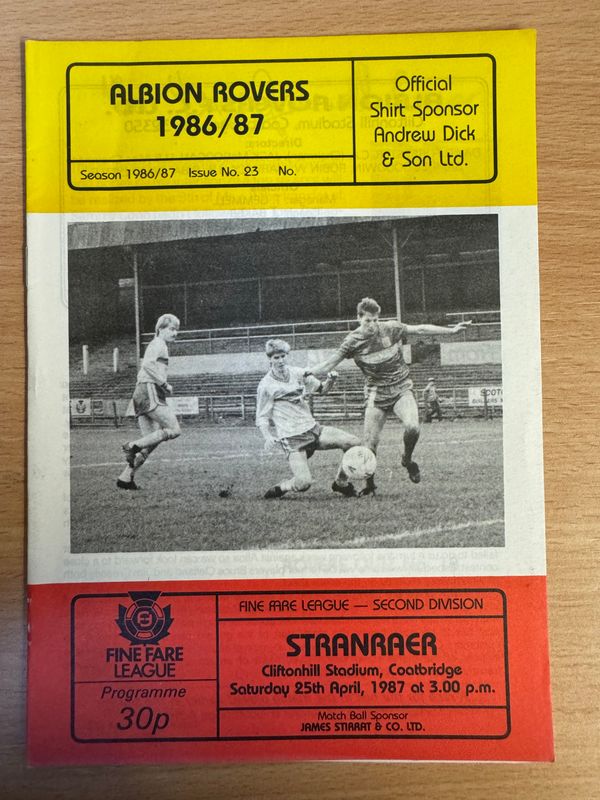 ALBION ROVERS
1986/87
Season 1986/87 Issue No. 23 No.
Official
Shirt Sponsor
Andrew Dick
& Son Ltd.
SCOT
FINE FARE
LEAGUE
Programme
30p
FINE FARE LEAGUE — SECOND DIVISION
STRANRAER
Cliftonhill Stadium, Coatbridge
Saturday 25th April, 1987 at 3.00 p.m.
Match Ball Sponsor
JAMES STIRRAT & CO. LTD.